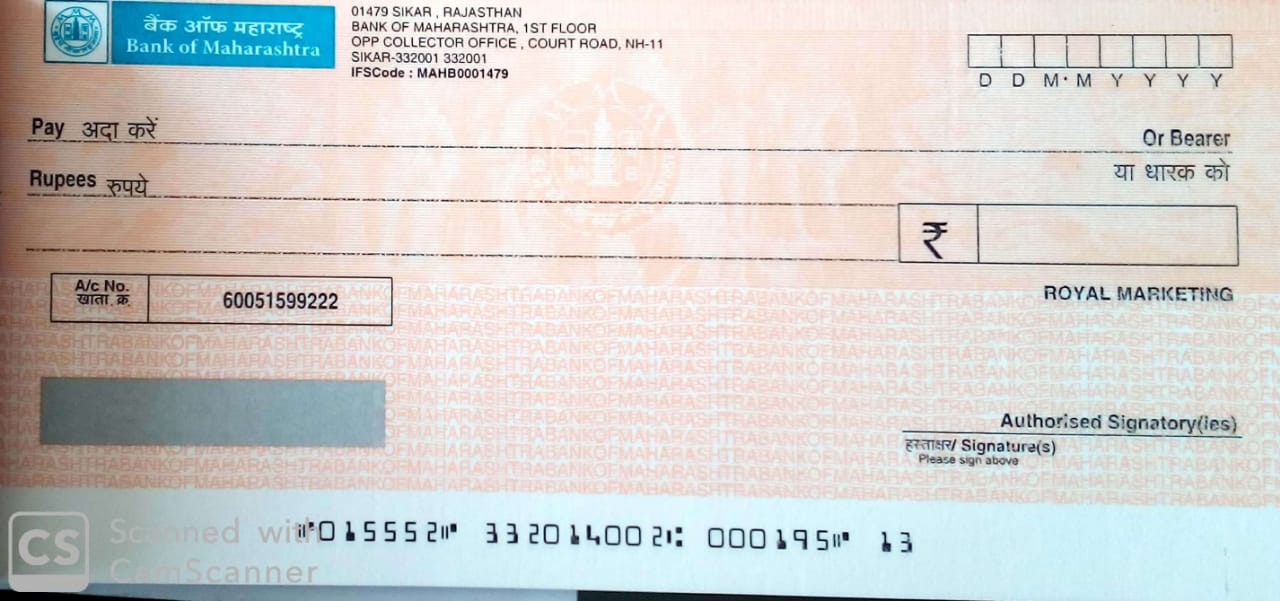 बैंक ऑफ महाराष्ट्र
Bank of Maharashtra
01479 SIKAR , RAJASTHAN
BANK OF MAHARASHTRA, 1ST FLOOR
OPP COLLECTOR OFFICE , COURT ROAD, NH-11
SIKAR-332001 332001
IFSCode : MAHB0001479
D D M M Y Y Y Y
Pay अदा करें
Or Bearer
Rupees रुपये
या धारक को
₹
A/c No.
खाता. क्र.
60051599222
ROYAL MARKETING
Authorised Signatory(ies)
हस्ताक्षर/ Signature(s)
Please sign above
⑈015552⑈ 332014002⑆ 000195⑈ 13
CS Scanned with
CamScanner